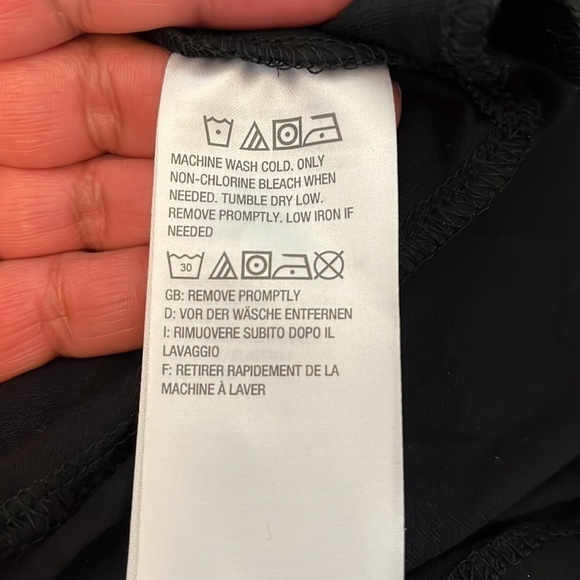 MACHINE WASH COLD. ONLY
NON-CHLORINE BLEACH WHEN
NEEDED. TUMBLE DRY LOW.
REMOVE PROMPTLY. LOW IRON IF
NEEDED
30
GB: REMOVE PROMPTLY
D: VOR DER WÄSCHE ENTFERNEN
I: RIMUOVERE SUBITO DOPO IL
LAVAGGIO
F: RETIRER RAPIDEMENT DE LA
MACHINE À LAVER